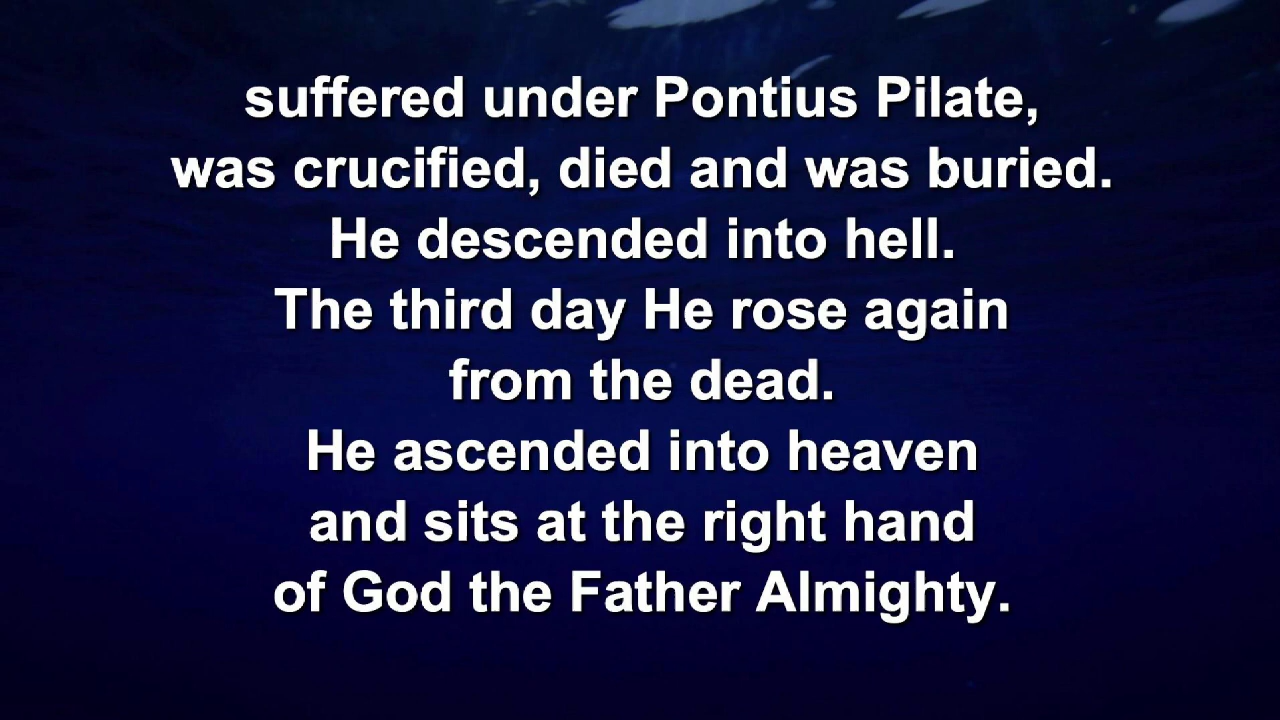 suffered under Pontius Pilate,
was crucified, died and was buried.
He descended into hell.
The third day He rose again
from the dead.
He ascended into heaven
and sits at the right hand
of God the Father Almighty.